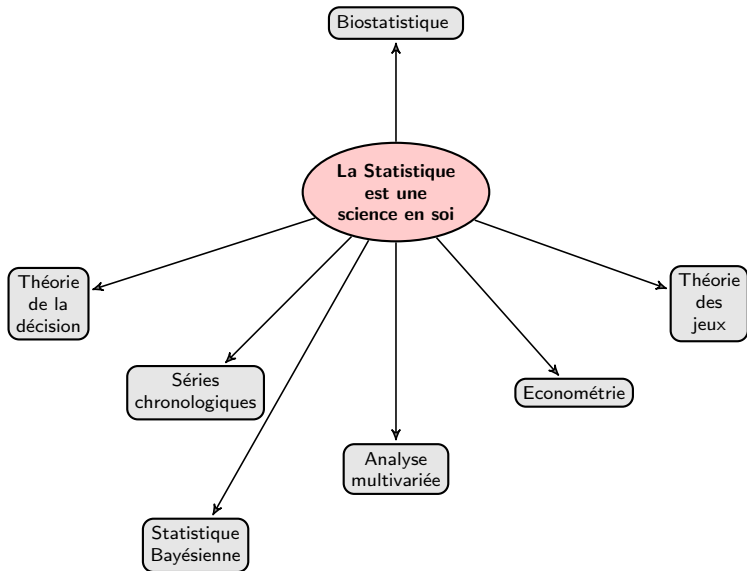 Biostatistique
La Statistique
est une
science en soi
Théorie
de la
décision
Théorie
des
jeux
Séries
chronologiques
Econométrie
Analyse
multivariée
Statistique
Bayésienne